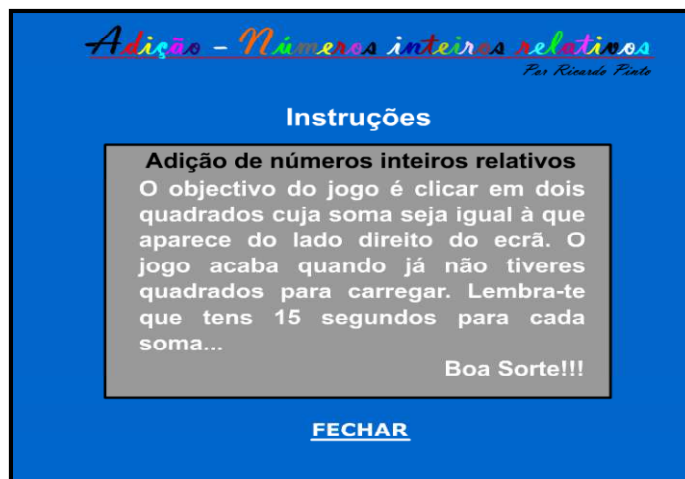 Adição - Números inteiros relativos
Por Ricardo Pinto
Instruções
Adição de números inteiros relativos
O objectivo do jogo é clicar em dois
quadrados cuja soma seja igual à que
aparece do lado direito do ecrã. O
jogo acaba quando já não tiveres
quadrados para carregar. Lembra-te
que tens 15 segundos para cada
soma...
Boa Sorte!!!
FECHAR